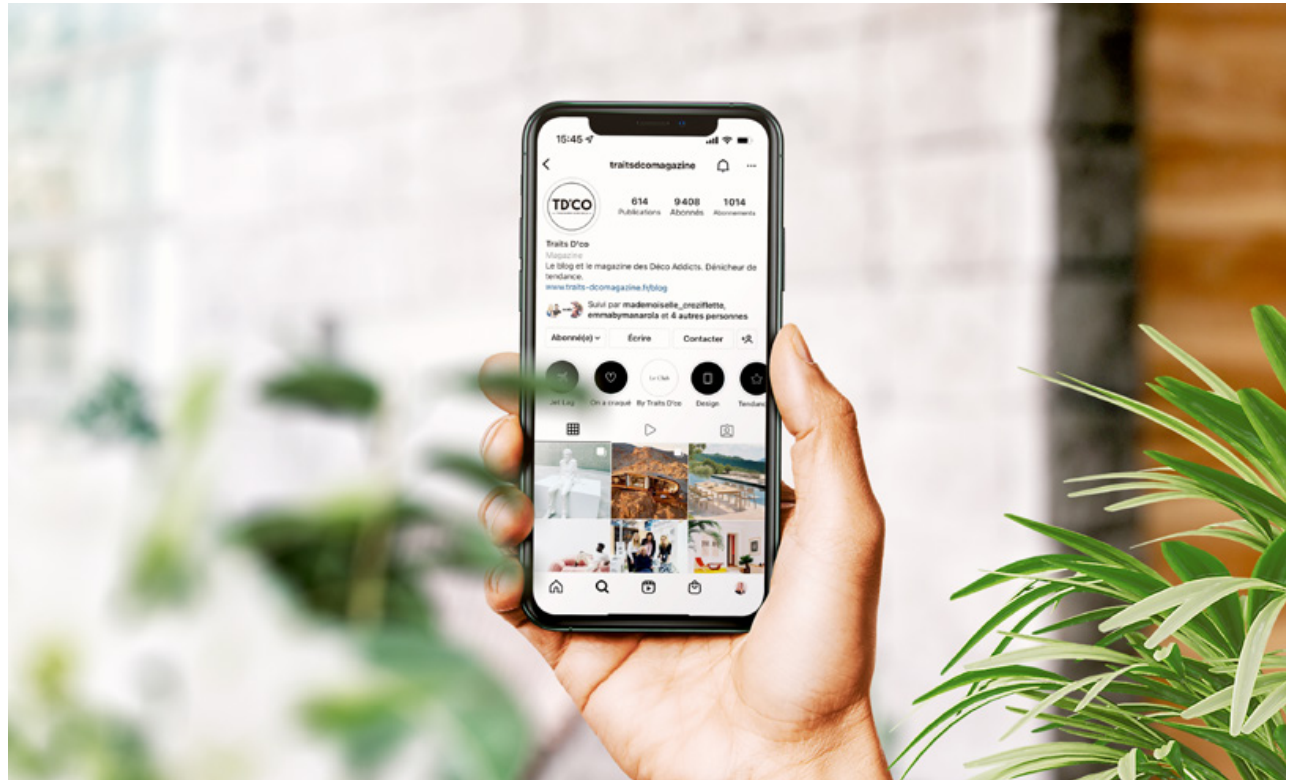 15:45
traitsdcomagazine
TD'CO
614 9408 1014
Publications Abonnés Abonnements
Traits D'co
Magazine
Le blog et le magazine des Déco Addicts. Dénicheur de
tendance.
www.traits-dcomagazine.fr/blog
Suivi par mademoiselle_croziflette,
emmabymanarola et 4 autres personnes
Abonné(e) Écrire Contacter
Le Club
Jet Lag On a craqué By Traits D'co Design Tendanc